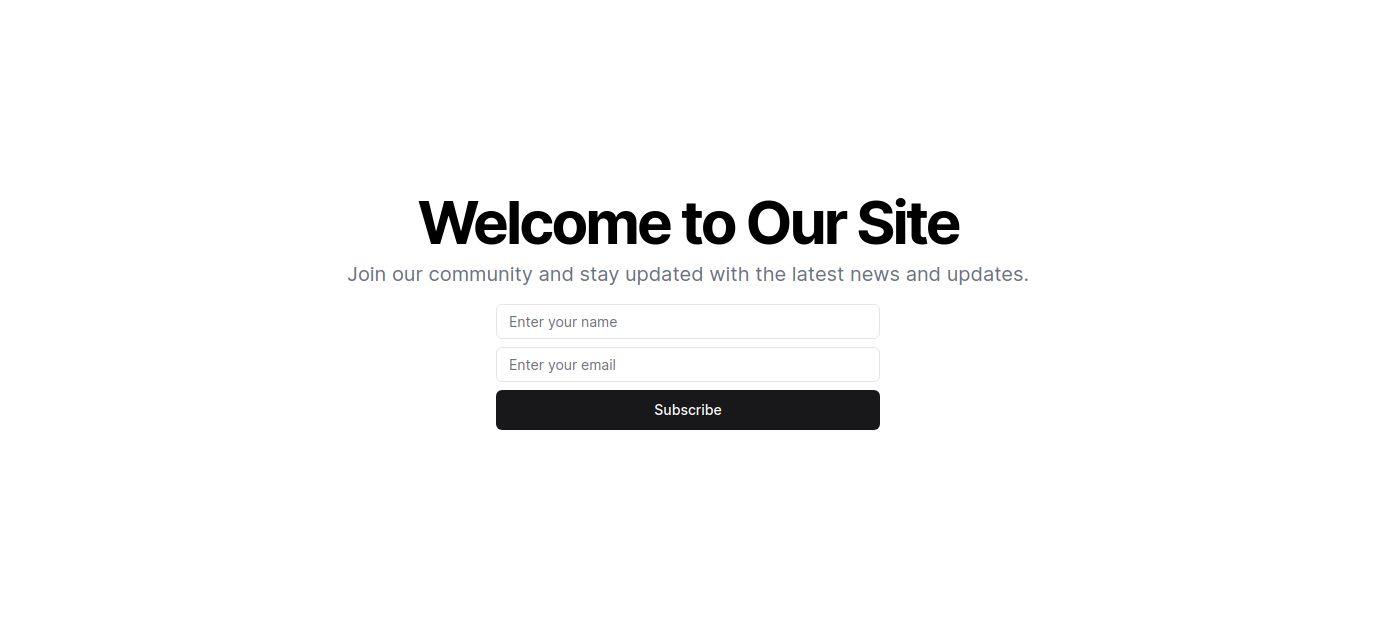 Welcome to Our Site
Join our community and stay updated with the latest news and updates.
Enter your name
Enter your email
Subscribe